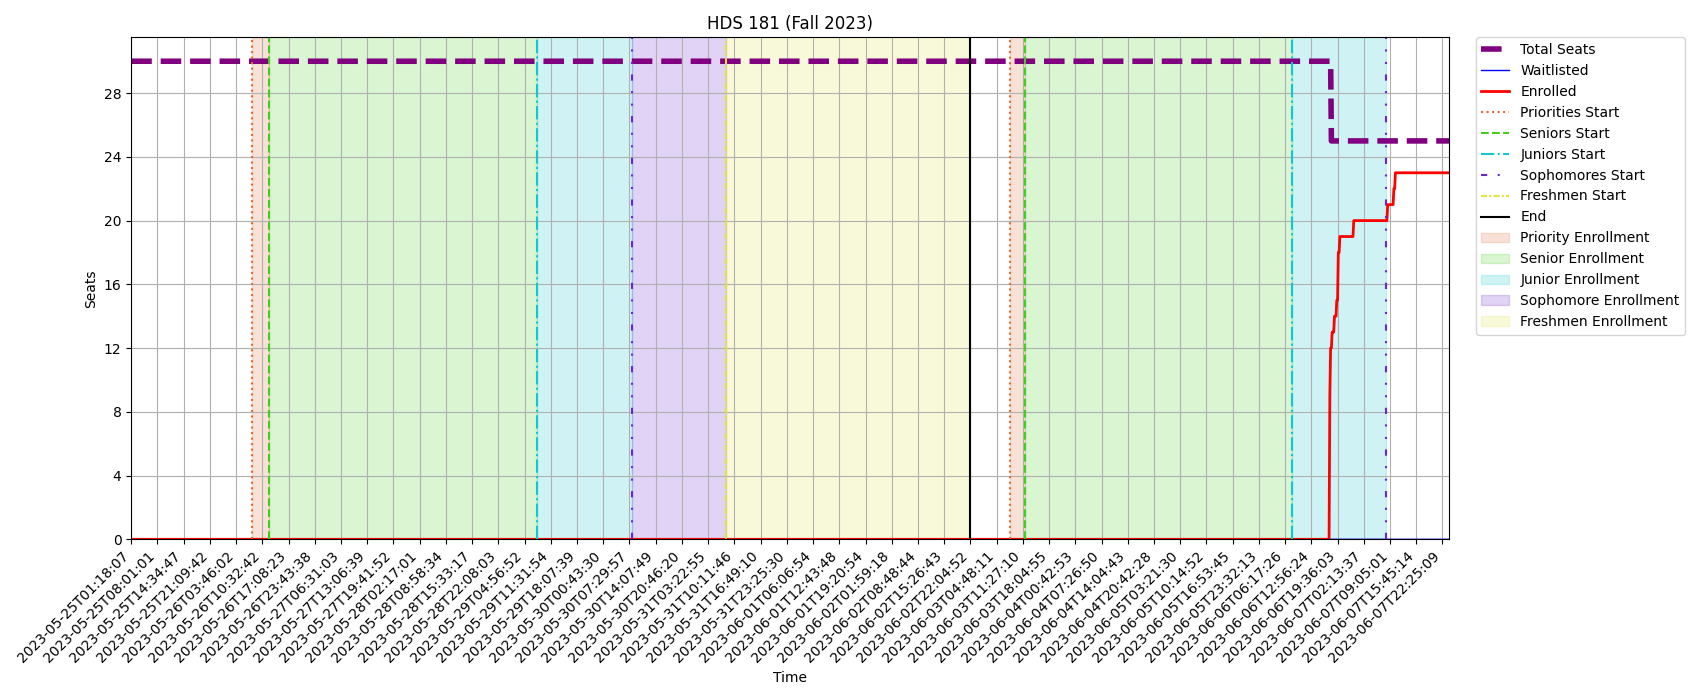 HDS 181 (Fall 2023)
Total Seats
Waitlisted
Enrolled
Priorities Start
Seniors Start
Juniors Start
Sophomores Start
Freshmen Start
End
Priority Enrollment
Senior Enrollment
Junior Enrollment
Sophomore Enrollment
Freshmen Enrollment
Seats
28
24
20
16
12
8
4
0
2023-05-25T01:18:07
2023-05-25T08:01:01
2023-05-25T14:34:47
2023-05-25T21:09:42
2023-05-26T03:46:02
2023-05-26T10:32:42
2023-05-26T17:08:23
2023-05-26T23:43:38
2023-05-27T06:31:03
2023-05-27T13:06:39
2023-05-27T19:41:52
2023-05-28T02:17:01
2023-05-28T08:58:34
2023-05-28T15:33:17
2023-05-28T22:08:03
2023-05-29T04:56:52
2023-05-29T11:31:54
2023-05-29T18:07:39
2023-05-30T00:43:30
2023-05-30T07:29:57
2023-05-30T14:07:49
2023-05-30T20:46:20
2023-05-31T03:22:55
2023-05-31T10:11:46
2023-05-31T16:49:10
2023-05-31T23:25:30
2023-06-01T06:06:54
2023-06-01T12:43:48
2023-06-01T19:20:54
2023-06-02T01:59:18
2023-06-02T08:48:44
2023-06-02T15:26:43
2023-06-02T22:04:52
2023-06-03T04:48:11
2023-06-03T11:27:10
2023-06-03T18:04:55
2023-06-04T00:42:53
2023-06-04T07:26:50
2023-06-04T14:04:43
2023-06-04T20:42:28
2023-06-05T03:21:30
2023-06-05T10:14:52
2023-06-05T16:53:45
2023-06-05T23:32:13
2023-06-06T06:17:26
2023-06-06T12:56:24
2023-06-06T19:36:03
2023-06-07T02:13:37
2023-06-07T09:05:01
2023-06-07T15:45:14
2023-06-07T22:25:09
Time